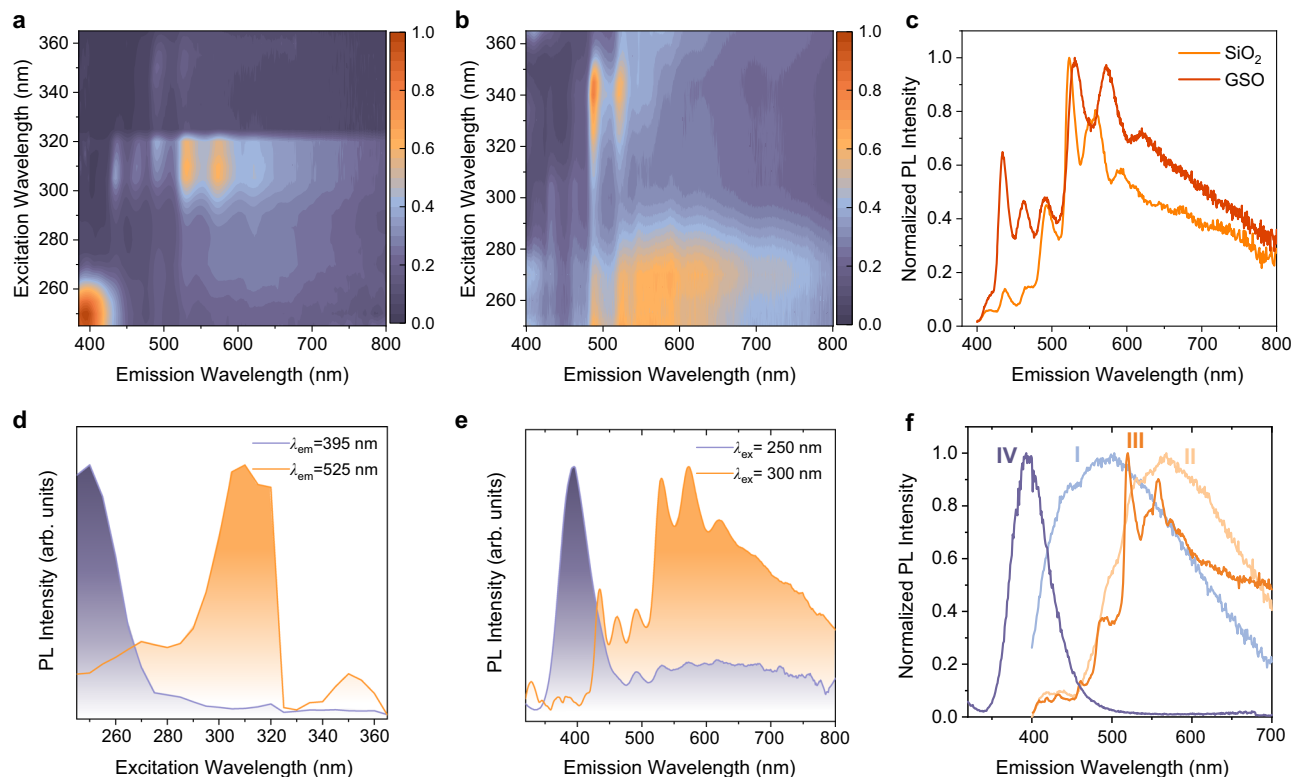 a
360
340
320
300
280
260
400 500 600 700 800
Excitation Wavelength (nm)
Emission Wavelength (nm)
1.0
0.8
0.6
0.4
0.2
0.0
b
360
340
320
300
280
260
400 500 600 700 800
Excitation Wavelength (nm)
Emission Wavelength (nm)
1.0
0.8
0.6
0.4
0.2
0.0
c
SiO₂
GSO
1.0
0.8
0.6
0.4
0.2
0.0
400 500 600 700 800
Normalized PL Intensity
Emission Wavelength (nm)
d
λem=395 nm
λem=525 nm
PL Intensity (arb. units)
260 280 300 320 340 360
Excitation Wavelength (nm)
e
λex= 250 nm
λex= 300 nm
PL Intensity (arb. units)
400 500 600 700 800
Emission Wavelength (nm)
f
IV I III II
1.0
0.8
0.6
0.4
0.2
0.0
400 500 600 700
Normalized PL Intensity
Emission Wavelength (nm)